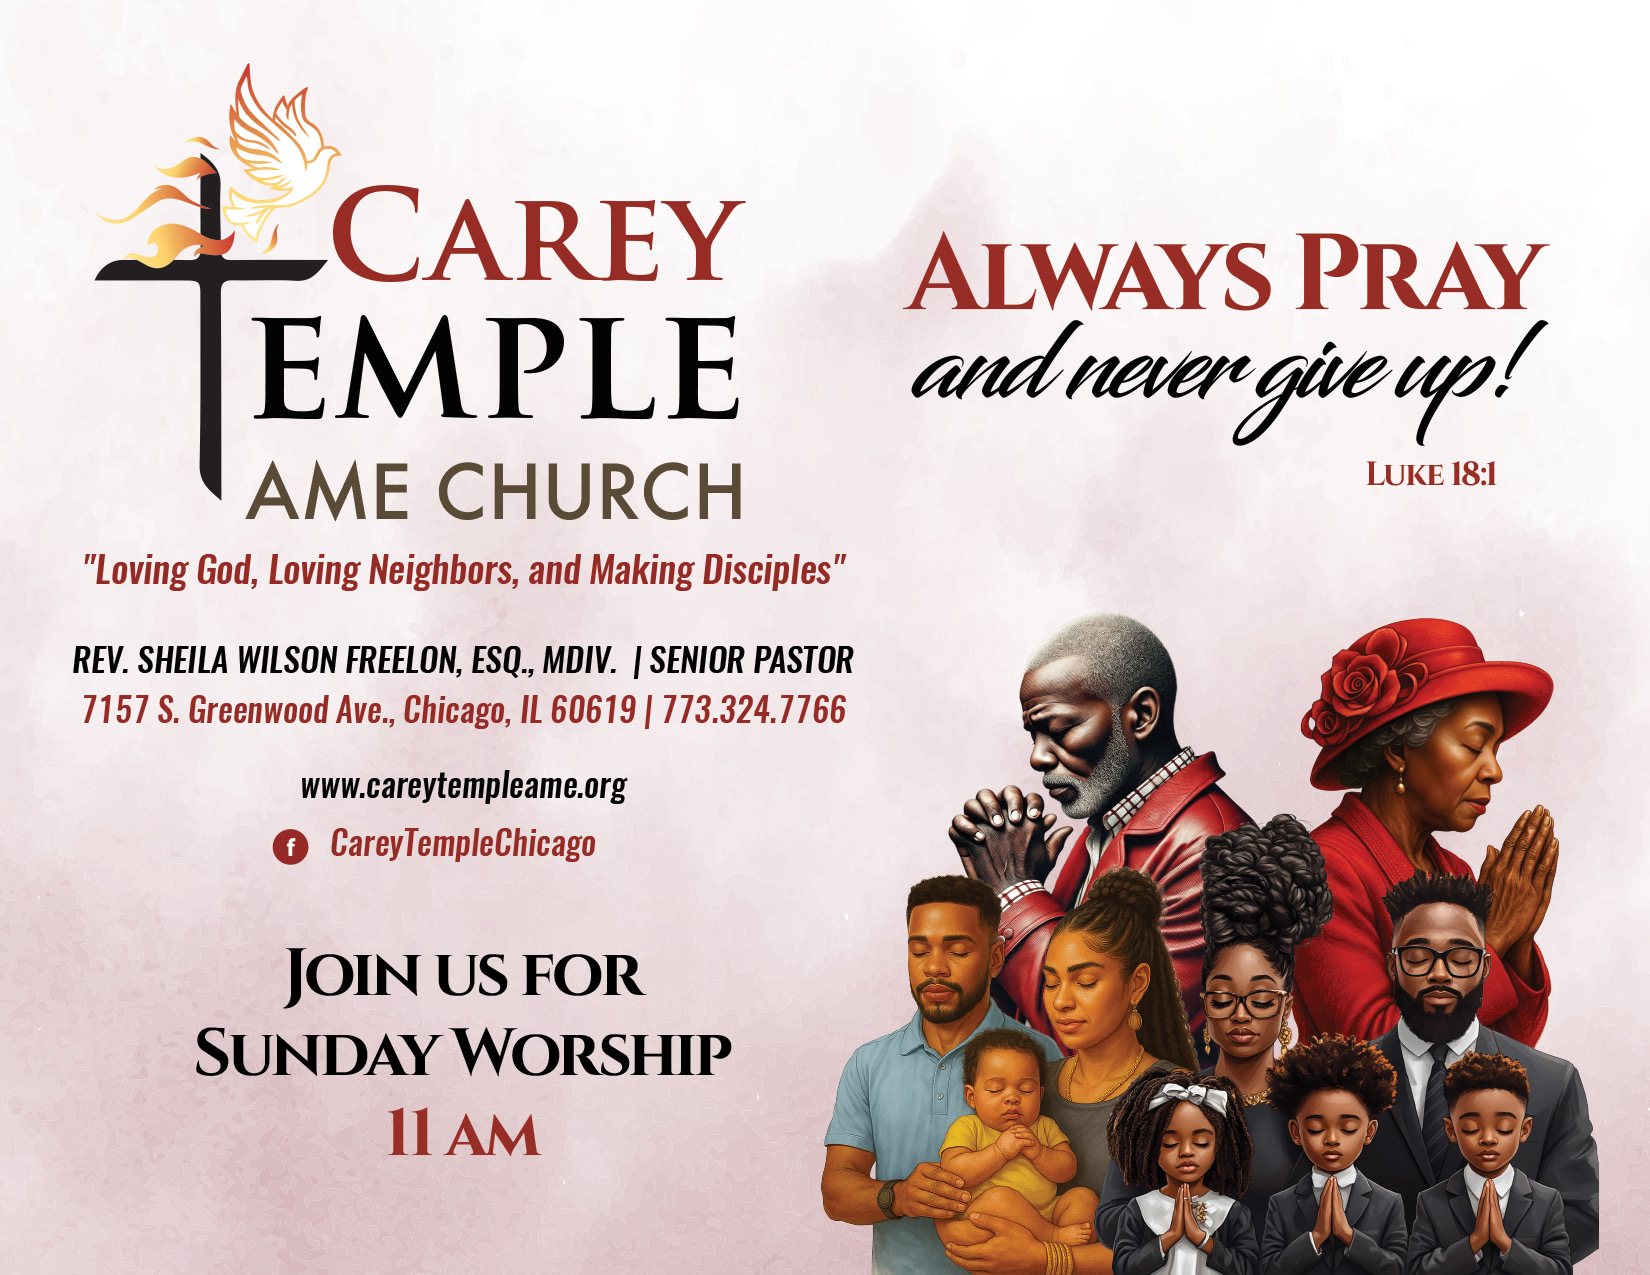 CAREY
TEMPLE
AME CHURCH
"Loving God, Loving Neighbors, and Making Disciples"
REV. SHEILA WILSON FREELON, ESQ., MDIV. | SENIOR PASTOR
7157 S. Greenwood Ave., Chicago, IL 60619 | 773.324.7766
www.careytempleame.org
f CareyTempleChicago
JOIN US FOR
SUNDAY WORSHIP
11 AM
ALWAYS PRAY
and never give up!
LUKE 18:1